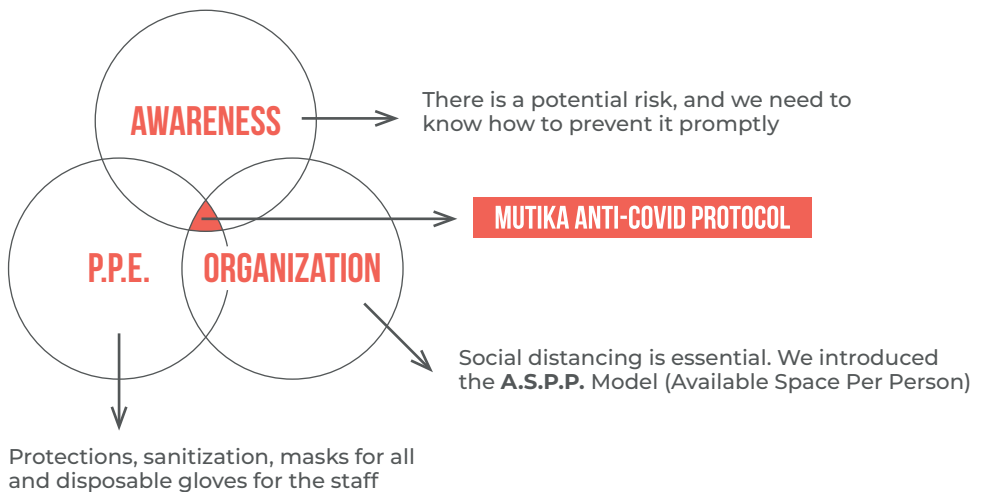 AWARENESS
There is a potential risk, and we need to
know how to prevent it promptly
MUTIKA ANTI-COVID PROTOCOL
P.P.E.
ORGANIZATION
Social distancing is essential. We introduced
the A.S.P.P. Model (Available Space Per Person)
Protections, sanitization, masks for all
and disposable gloves for the staff